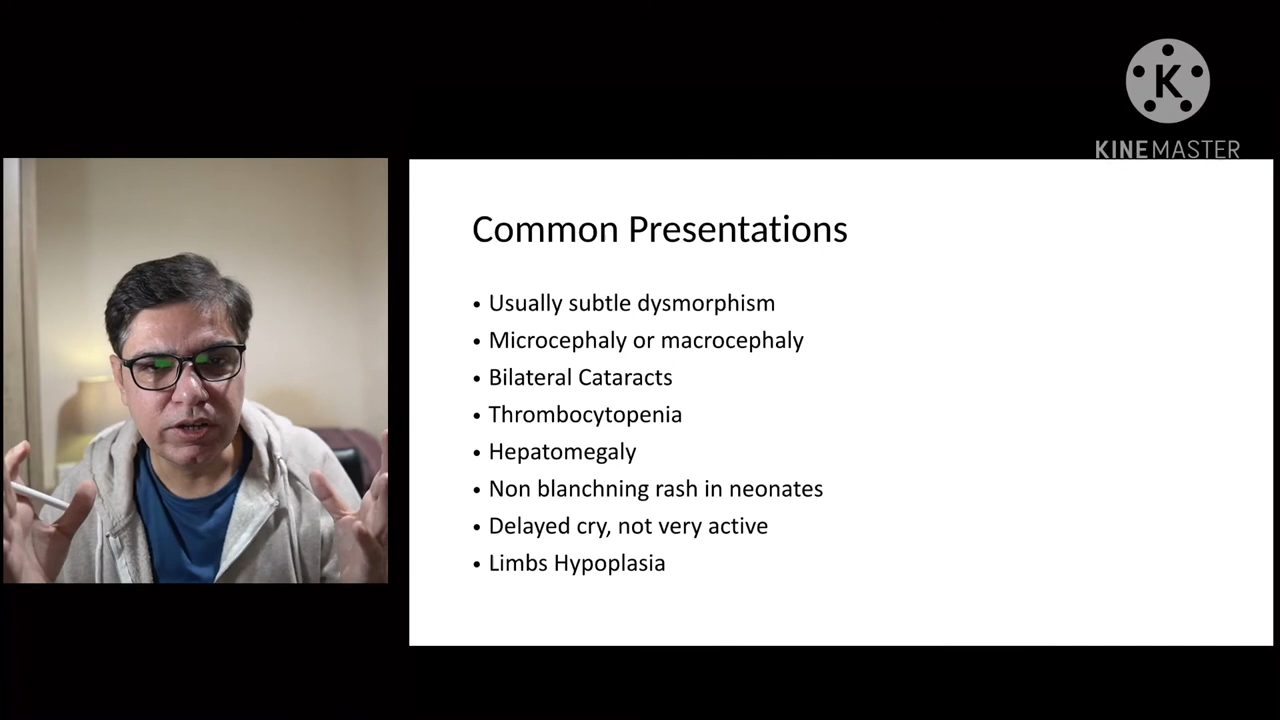 K
KINEMASTER
Common Presentations
• Usually subtle dysmorphism
• Microcephaly or macrocephaly
• Bilateral Cataracts
• Thrombocytopenia
• Hepatomegaly
• Non blanchning rash in neonates
• Delayed cry, not very active
• Limbs Hypoplasia